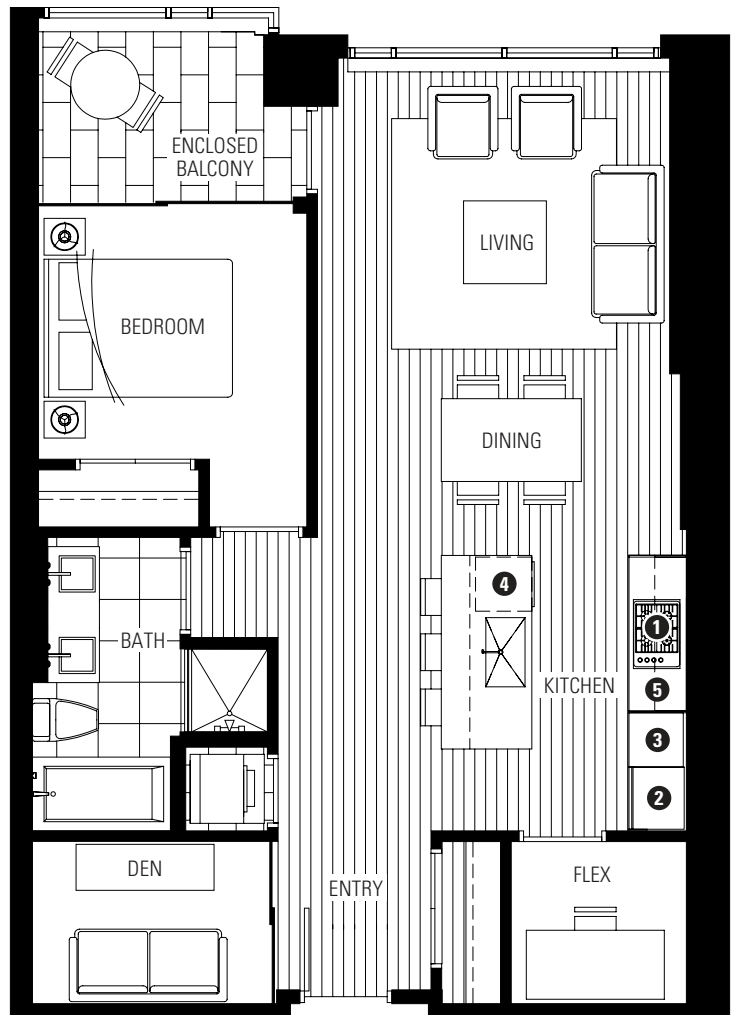 ENCLOSED
BALCONY
LIVING
BEDROOM
DINING
4
1
BATH
KITCHEN
5
3
2
DEN
FLEX
ENTRY